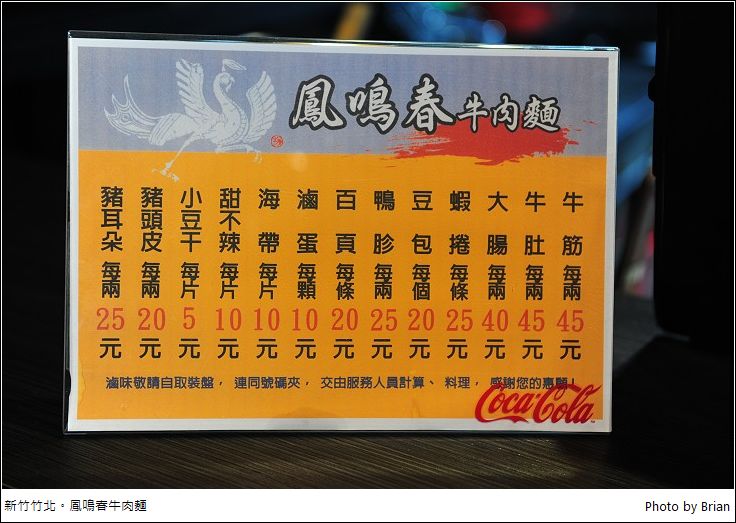 鳳鳴春牛肉麵
牛筋 每兩 45元
牛肚 每兩 45元
大腸 每兩 40元
蝦捲 每條 25元
豆包 每個 20元
鴨胗 每兩 25元
百頁 每條 20元
滷蛋 每顆 10元
海帶 每片 10元
甜不辣 每片 10元
小豆干 每片 5元
豬頭皮 每兩 20元
豬耳朵 每兩 25元
滷味敬請自取裝盤， 連同號碼夾， 交由服務人員計算、 料理， 感謝您的惠顧！
Coca-Cola
新竹竹北。鳳鳴春牛肉麵
Photo by Brian